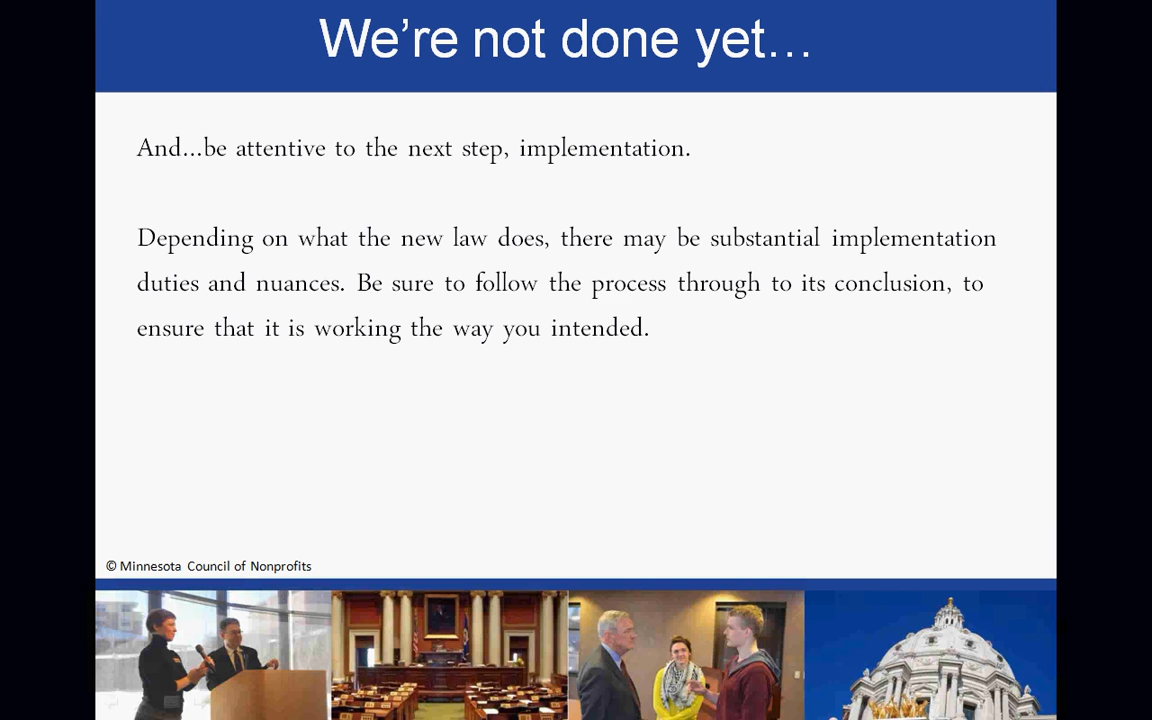 We’re not done yet…
And…be attentive to the next step, implementation.
Depending on what the new law does, there may be substantial implementation
duties and nuances. Be sure to follow the process through to its conclusion, to
ensure that it is working the way you intended.
© Minnesota Council of Nonprofits